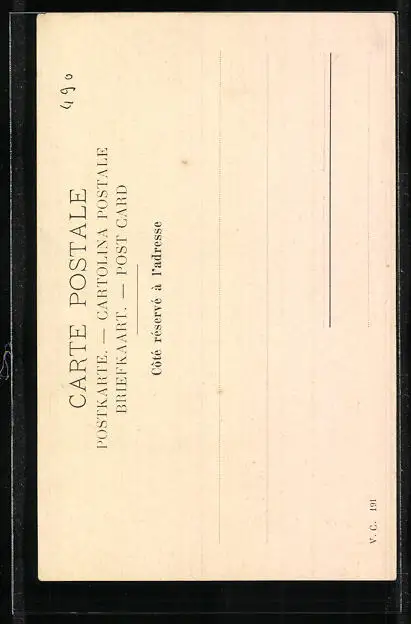 490
CARTE POSTALE
POSTKARTE. — CARTOLINA POSTALE
BRIEFKAART. — POST CARD
Côté réservé à l'adresse
V. C. 191